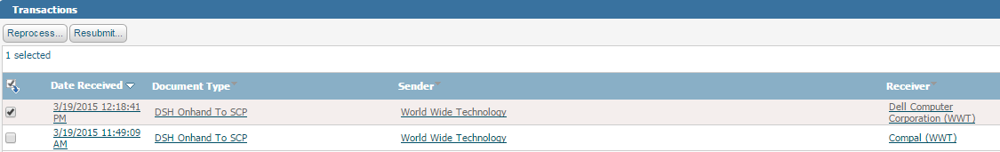 Transactions
Reprocess... Resubmit...
1 selected
Date Received Document Type Sender Receiver
3/19/2015 12:18:41 PM DSH Onhand To SCP World Wide Technology Dell Computer Corporation (WWT)
3/19/2015 11:49:09 AM DSH Onhand To SCP World Wide Technology Compal (WWT)